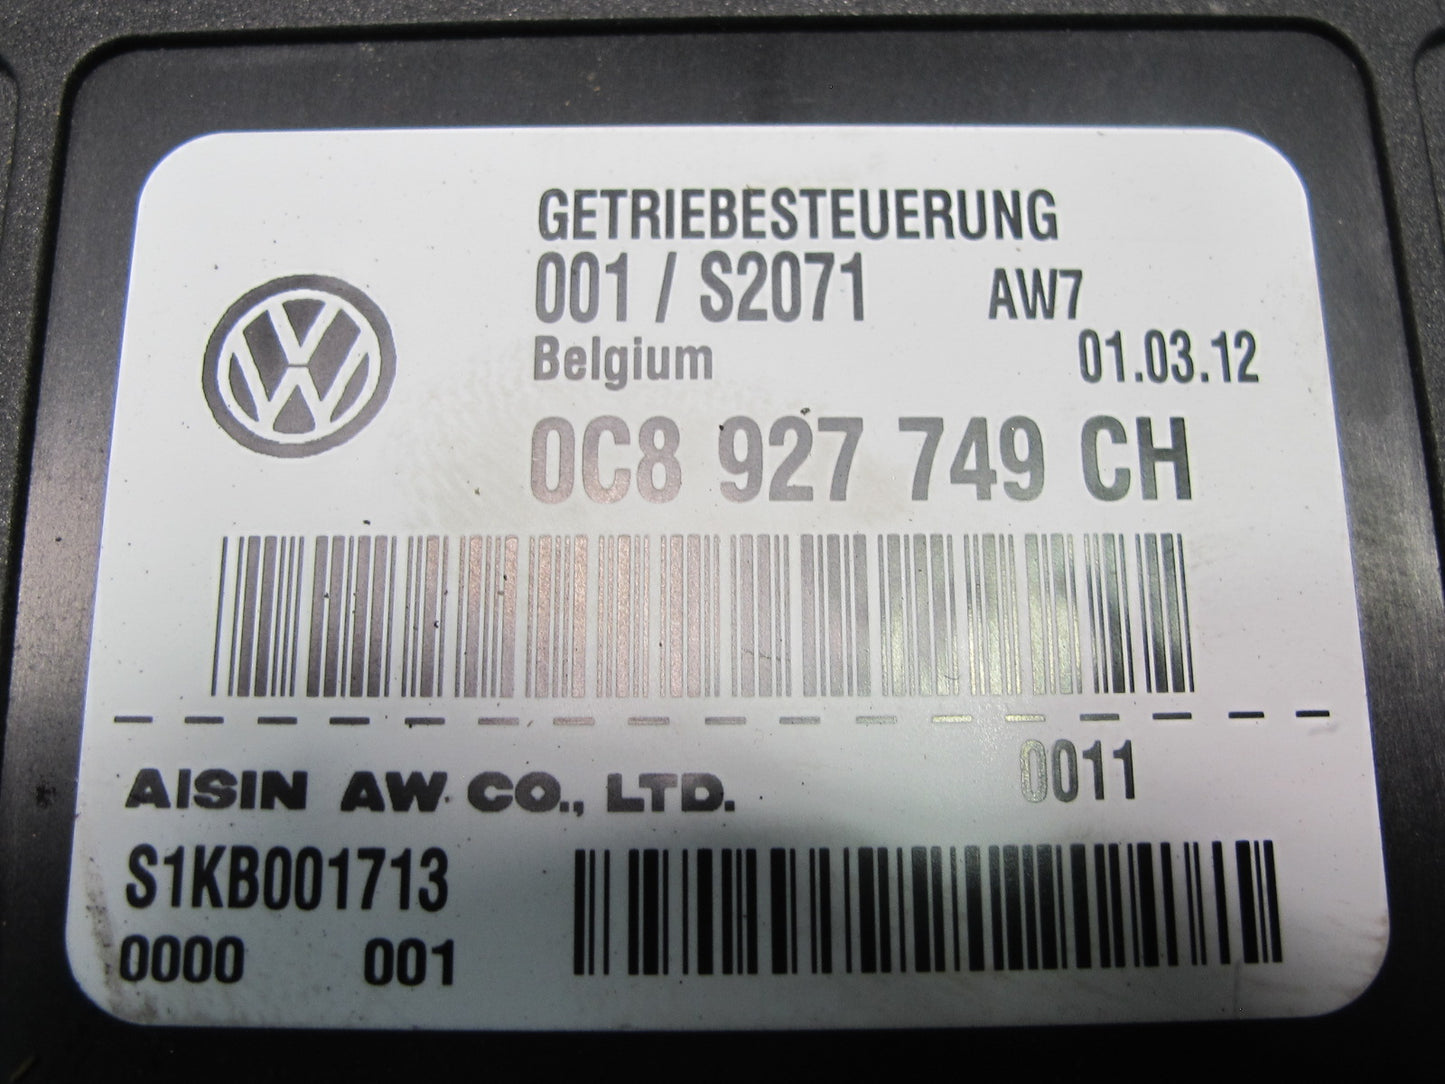 GETRIEBESTEUERUNG
001 / S2071 AW7
Belgium 01.03.12
0C8 927 749 CH
0011
AISIN AW CO., LTD.
S1KB001713
0000 001